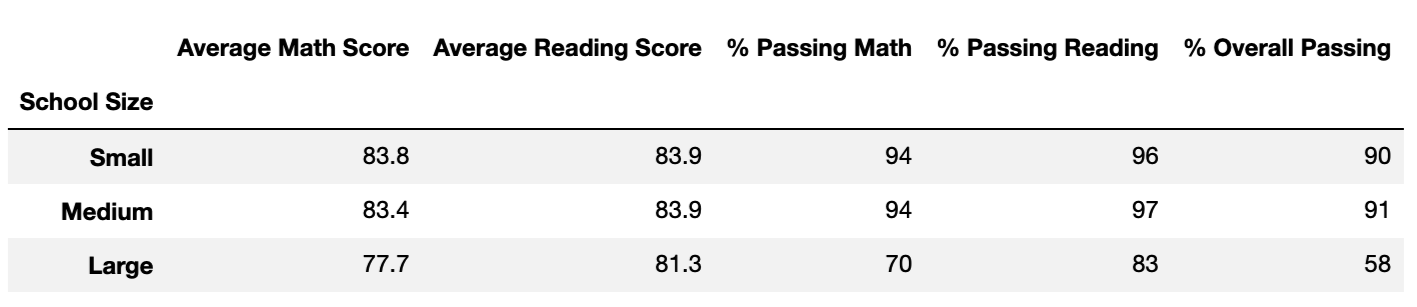 Average Math Score Average Reading Score % Passing Math % Passing Reading % Overall Passing
School Size
Small 83.8 83.9 94 96 90
Medium 83.4 83.9 94 97 91
Large 77.7 81.3 70 83 58